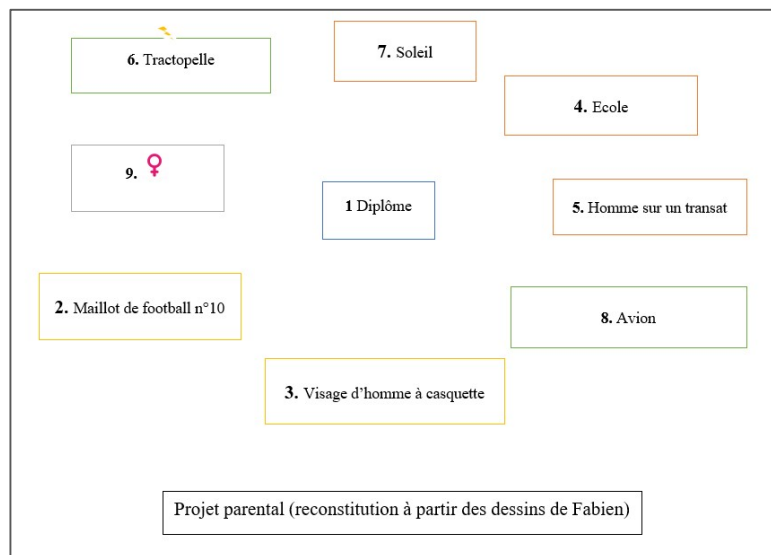 7. Soleil
6. Tractopelle
4. Ecole
9. ♀
1 Diplôme
5. Homme sur un transat
2. Maillot de football n°10
8. Avion
3. Visage d’homme à casquette
Projet parental (reconstitution à partir des dessins de Fabien)